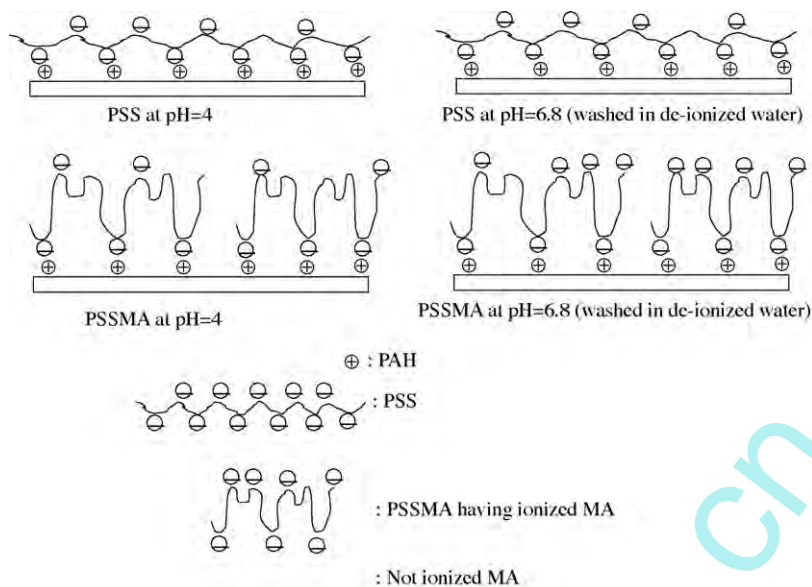 PSS at pH=4
PSS at pH=6.8 (washed in de-ionized water)
PSSMA at pH=4
PSSMA at pH=6.8 (washed in de-ionized water)
⊕ : PAH
: PSS
: PSSMA having ionized MA
: Not ionized MA
cn